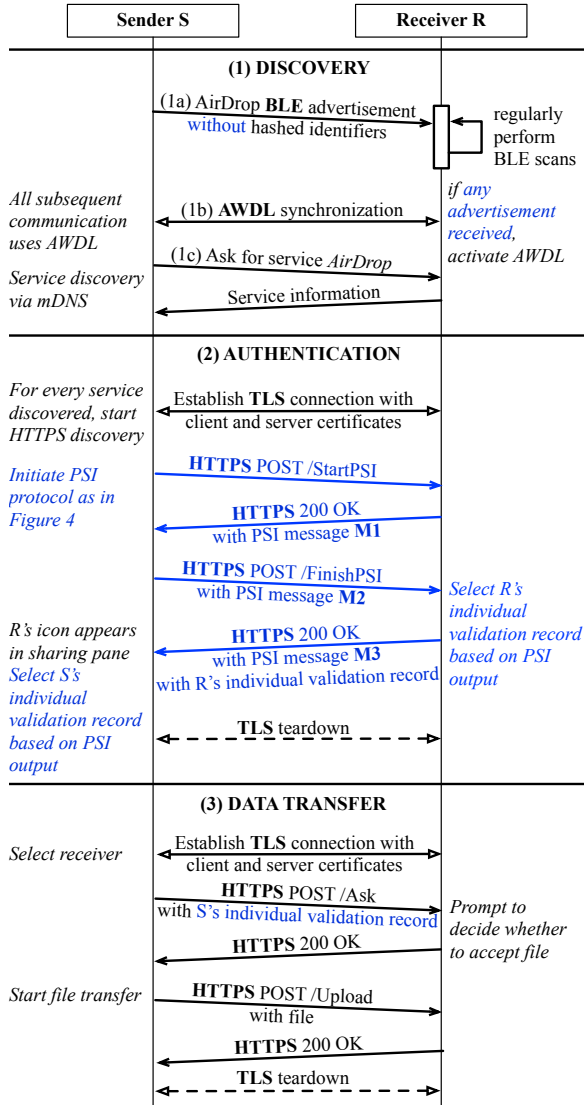 Sender S
Receiver R
(1) DISCOVERY
(1a) AirDrop BLE advertisement
without hashed identifiers
regularly
perform
BLE scans
All subsequent
communication
uses AWDL
(1b) AWDL synchronization
if any
advertisement
received,
activate AWDL
(1c) Ask for service AirDrop
Service discovery
via mDNS
Service information
(2) AUTHENTICATION
For every service
discovered, start
HTTPS discovery
Establish TLS connection with
client and server certificates
Initiate PSI
protocol as in
Figure 4
HTTPS POST /StartPSI
HTTPS 200 OK
with PSI message M1
HTTPS POST /FinishPSI
with PSI message M2
Select R's
individual
validation record
based on PSI
output
R's icon appears
in sharing pane
Select S's
individual
validation record
based on PSI
output
HTTPS 200 OK
with PSI message M3
with R's individual validation record
TLS teardown
(3) DATA TRANSFER
Select receiver
Establish TLS connection with
client and server certificates
HTTPS POST /Ask
with S's individual validation record
Prompt to
decide whether
to accept file
HTTPS 200 OK
Start file transfer
HTTPS POST /Upload
with file
HTTPS 200 OK
TLS teardown